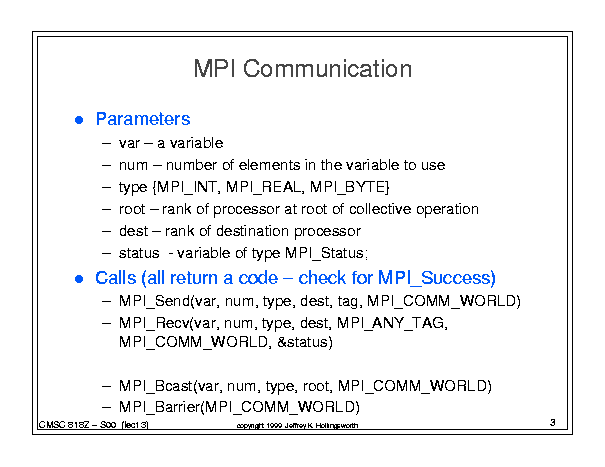 MPI Communication
● Parameters
– var – a variable
– num – number of elements in the variable to use
– type {MPI_INT, MPI_REAL, MPI_BYTE}
– root – rank of processor at root of collective operation
– dest – rank of destination processor
– status - variable of type MPI_Status;
● Calls (all return a code – check for MPI_Success)
– MPI_Send(var, num, type, dest, tag, MPI_COMM_WORLD)
– MPI_Recv(var, num, type, dest, MPI_ANY_TAG,
MPI_COMM_WORLD, &status)
– MPI_Bcast(var, num, type, root, MPI_COMM_WORLD)
– MPI_Barrier(MPI_COMM_WORLD)
CMSC 818Z – S00 (lect 3)
copyright 1999 Jeffrey K. Hollingsworth
3